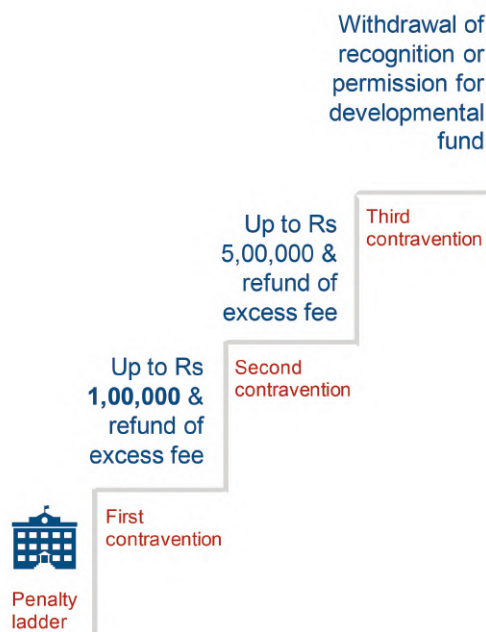 Withdrawal of
recognition or
permission for
developmental
fund
Third
contravention
Up to Rs
5,00,000 &
refund of
excess fee
Second
contravention
Up to Rs
1,00,000 &
refund of
excess fee
First
contravention
Penalty
ladder